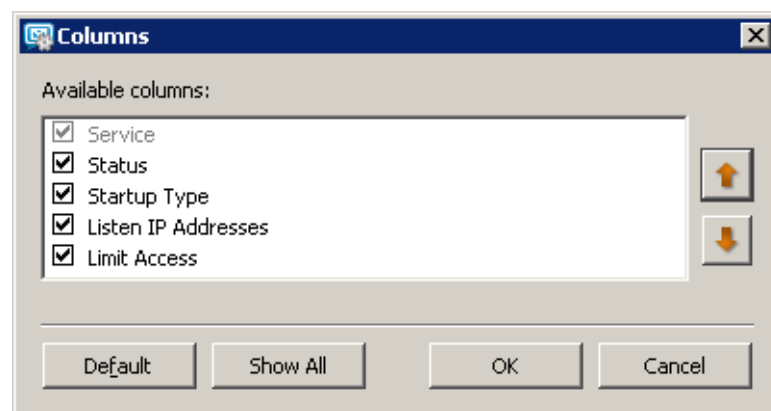 Columns
Available columns:
Service
Status
Startup Type
Listen IP Addresses
Limit Access
Default
Show All
OK
Cancel